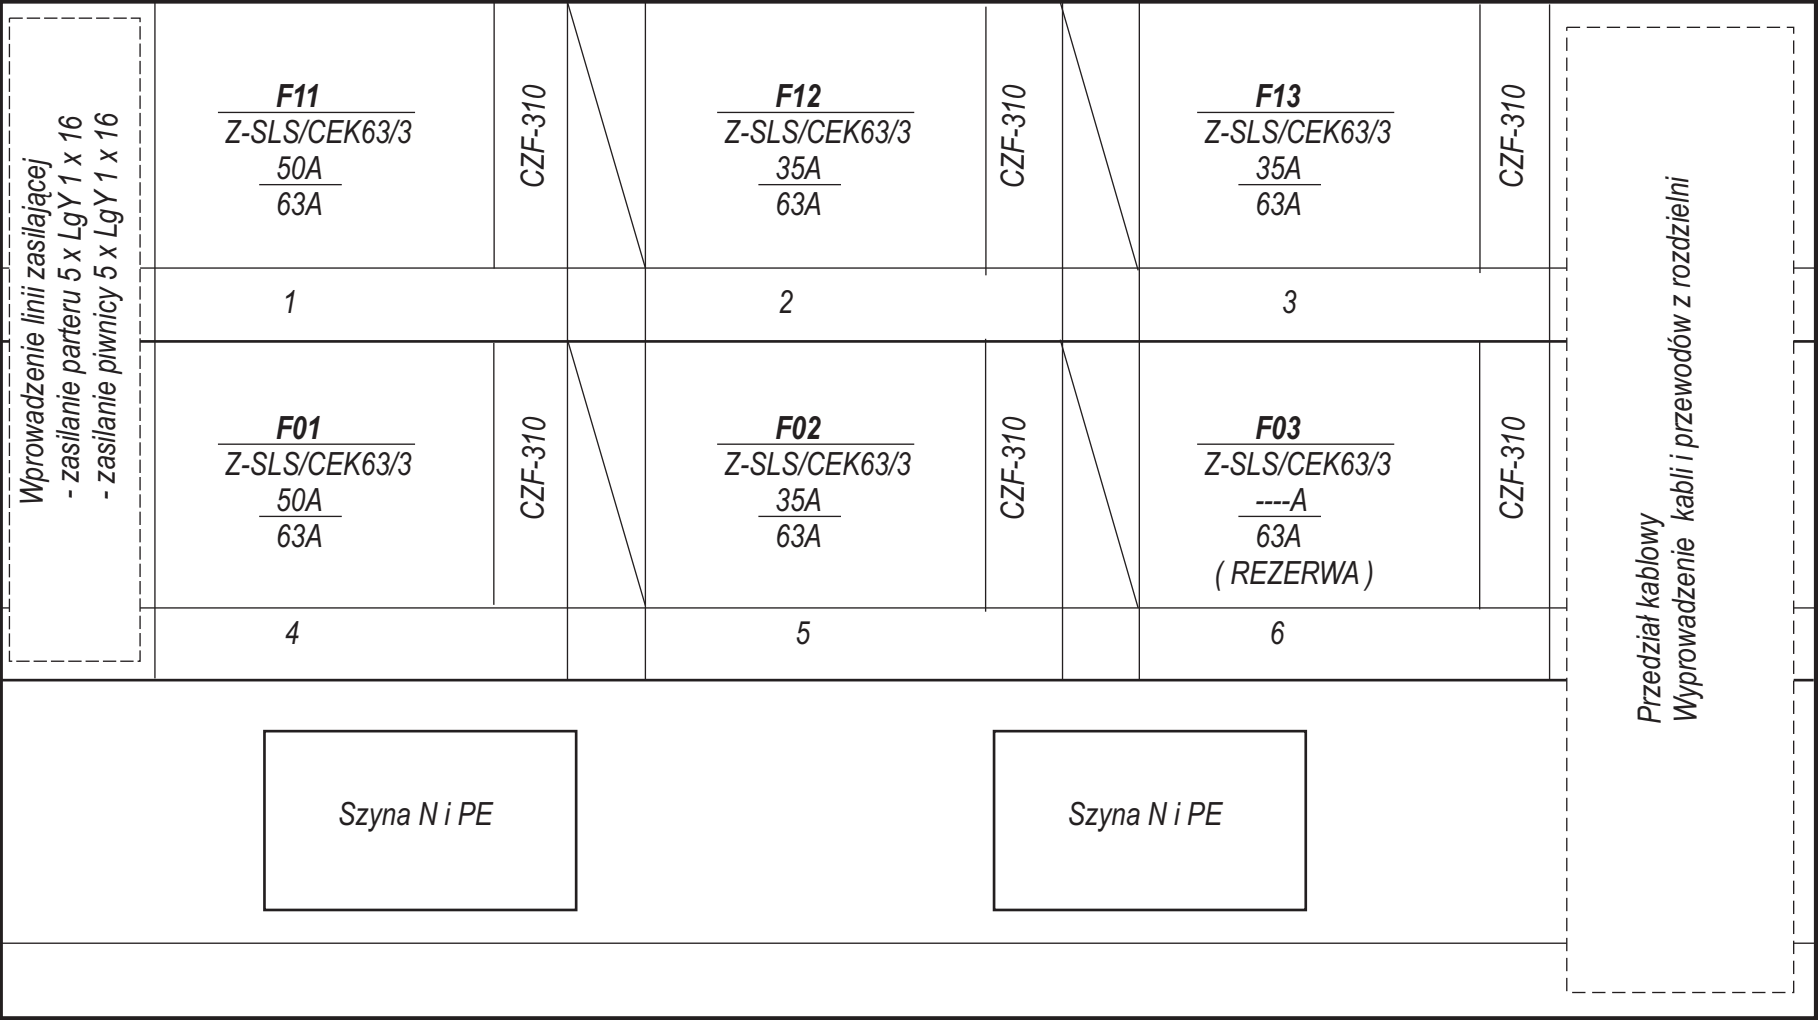 Wprowadzenie linii zasilającej
- zasilanie parteru 5 x LgY 1 x 16
- zasilanie piwnicy 5 x LgY 1 x 16
F11
Z-SLS/CEK63/3
50A
63A
CZF-310
1
F12
Z-SLS/CEK63/3
35A
63A
CZF-310
2
F13
Z-SLS/CEK63/3
35A
63A
CZF-310
3
F01
Z-SLS/CEK63/3
50A
63A
CZF-310
4
F02
Z-SLS/CEK63/3
35A
63A
CZF-310
5
F03
Z-SLS/CEK63/3
----A
63A
( REZERWA )
CZF-310
6
Szyna N i PE
Szyna N i PE
Przedział kablowy
Wyprowadzenie kabli i przewodów z rozdzielni